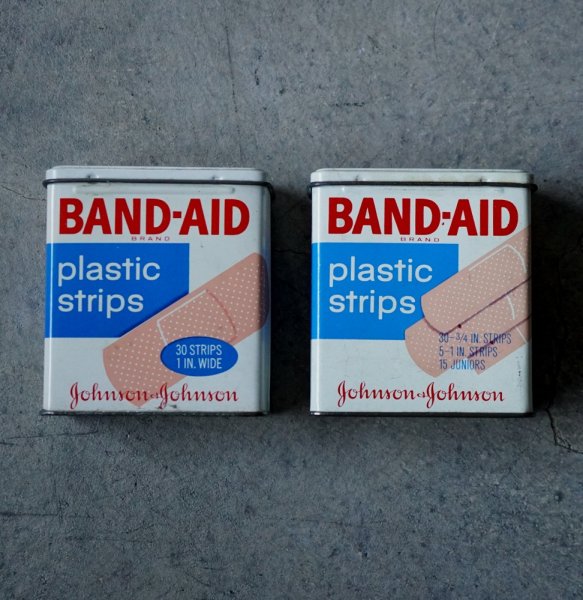 BAND-AID
BRAND
plastic
strips
30 STRIPS
1 IN. WIDE
Johnson & Johnson
BAND-AID
BRAND
plastic
strips
30-3/4 IN. STRIPS
5-1 IN. STRIPS
15 JUNIORS
Johnson & Johnson